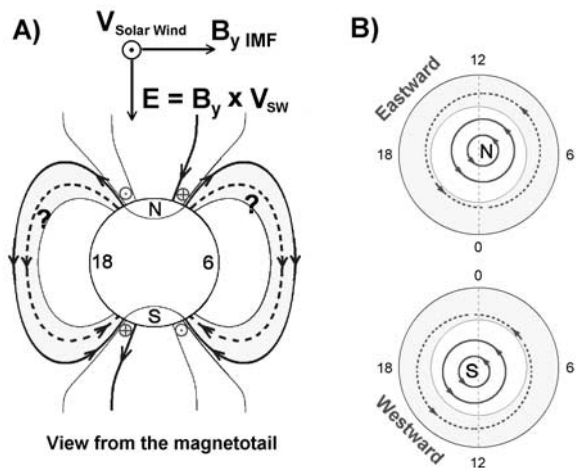 A)
V Solar Wind
B y IMF
E = B y x V SW
?
?
N
18
6
S
View from the magnetotail
B)
12
Eastward
18
N
6
0
0
18
S
6
Westward
12